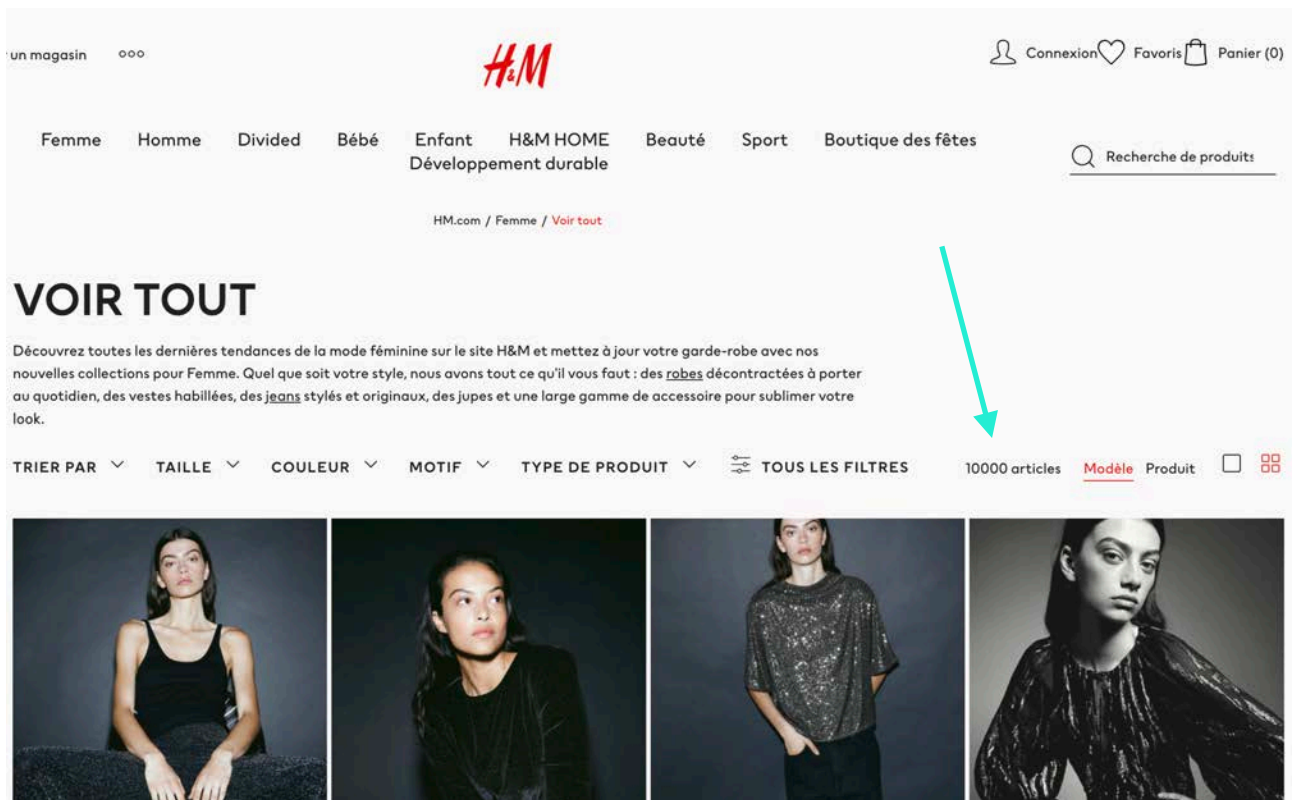 un magasin
H&M
Connexion Favoris Panier (0)
Femme Homme Divided Bébé Enfant H&M HOME Beauté Sport Boutique des fêtes
Développement durable
Recherche de produits
HM.com / Femme / Voir tout
VOIR TOUT
Découvrez toutes les dernières tendances de la mode féminine sur le site H&M et mettez à jour votre garde-robe avec nos
nouvelles collections pour Femme. Quel que soit votre style, nous avons tout ce qu'il vous faut : des robes décontractées à porter
au quotidien, des vestes habillées, des jeans stylés et originaux, des jupes et une large gamme de accessoire pour sublimer votre
look.
TRIER PAR TAILLE COULEUR MOTIF TYPE DE PRODUIT TOUS LES FILTRES 10000 articles Modèle Produit